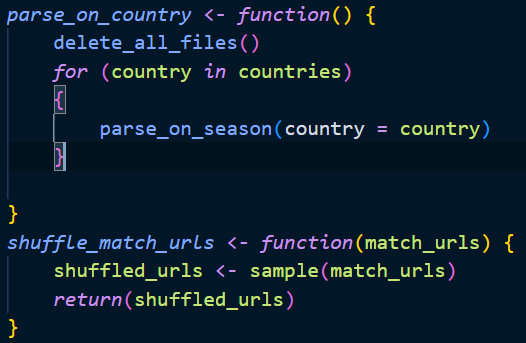 parse_on_country <- function() {
    delete_all_files()
    for (country in countries)
    {
        parse_on_season(country = country)
    }

}
shuffle_match_urls <- function(match_urls) {
    shuffled_urls <- sample(match_urls)
    return(shuffled_urls)
}